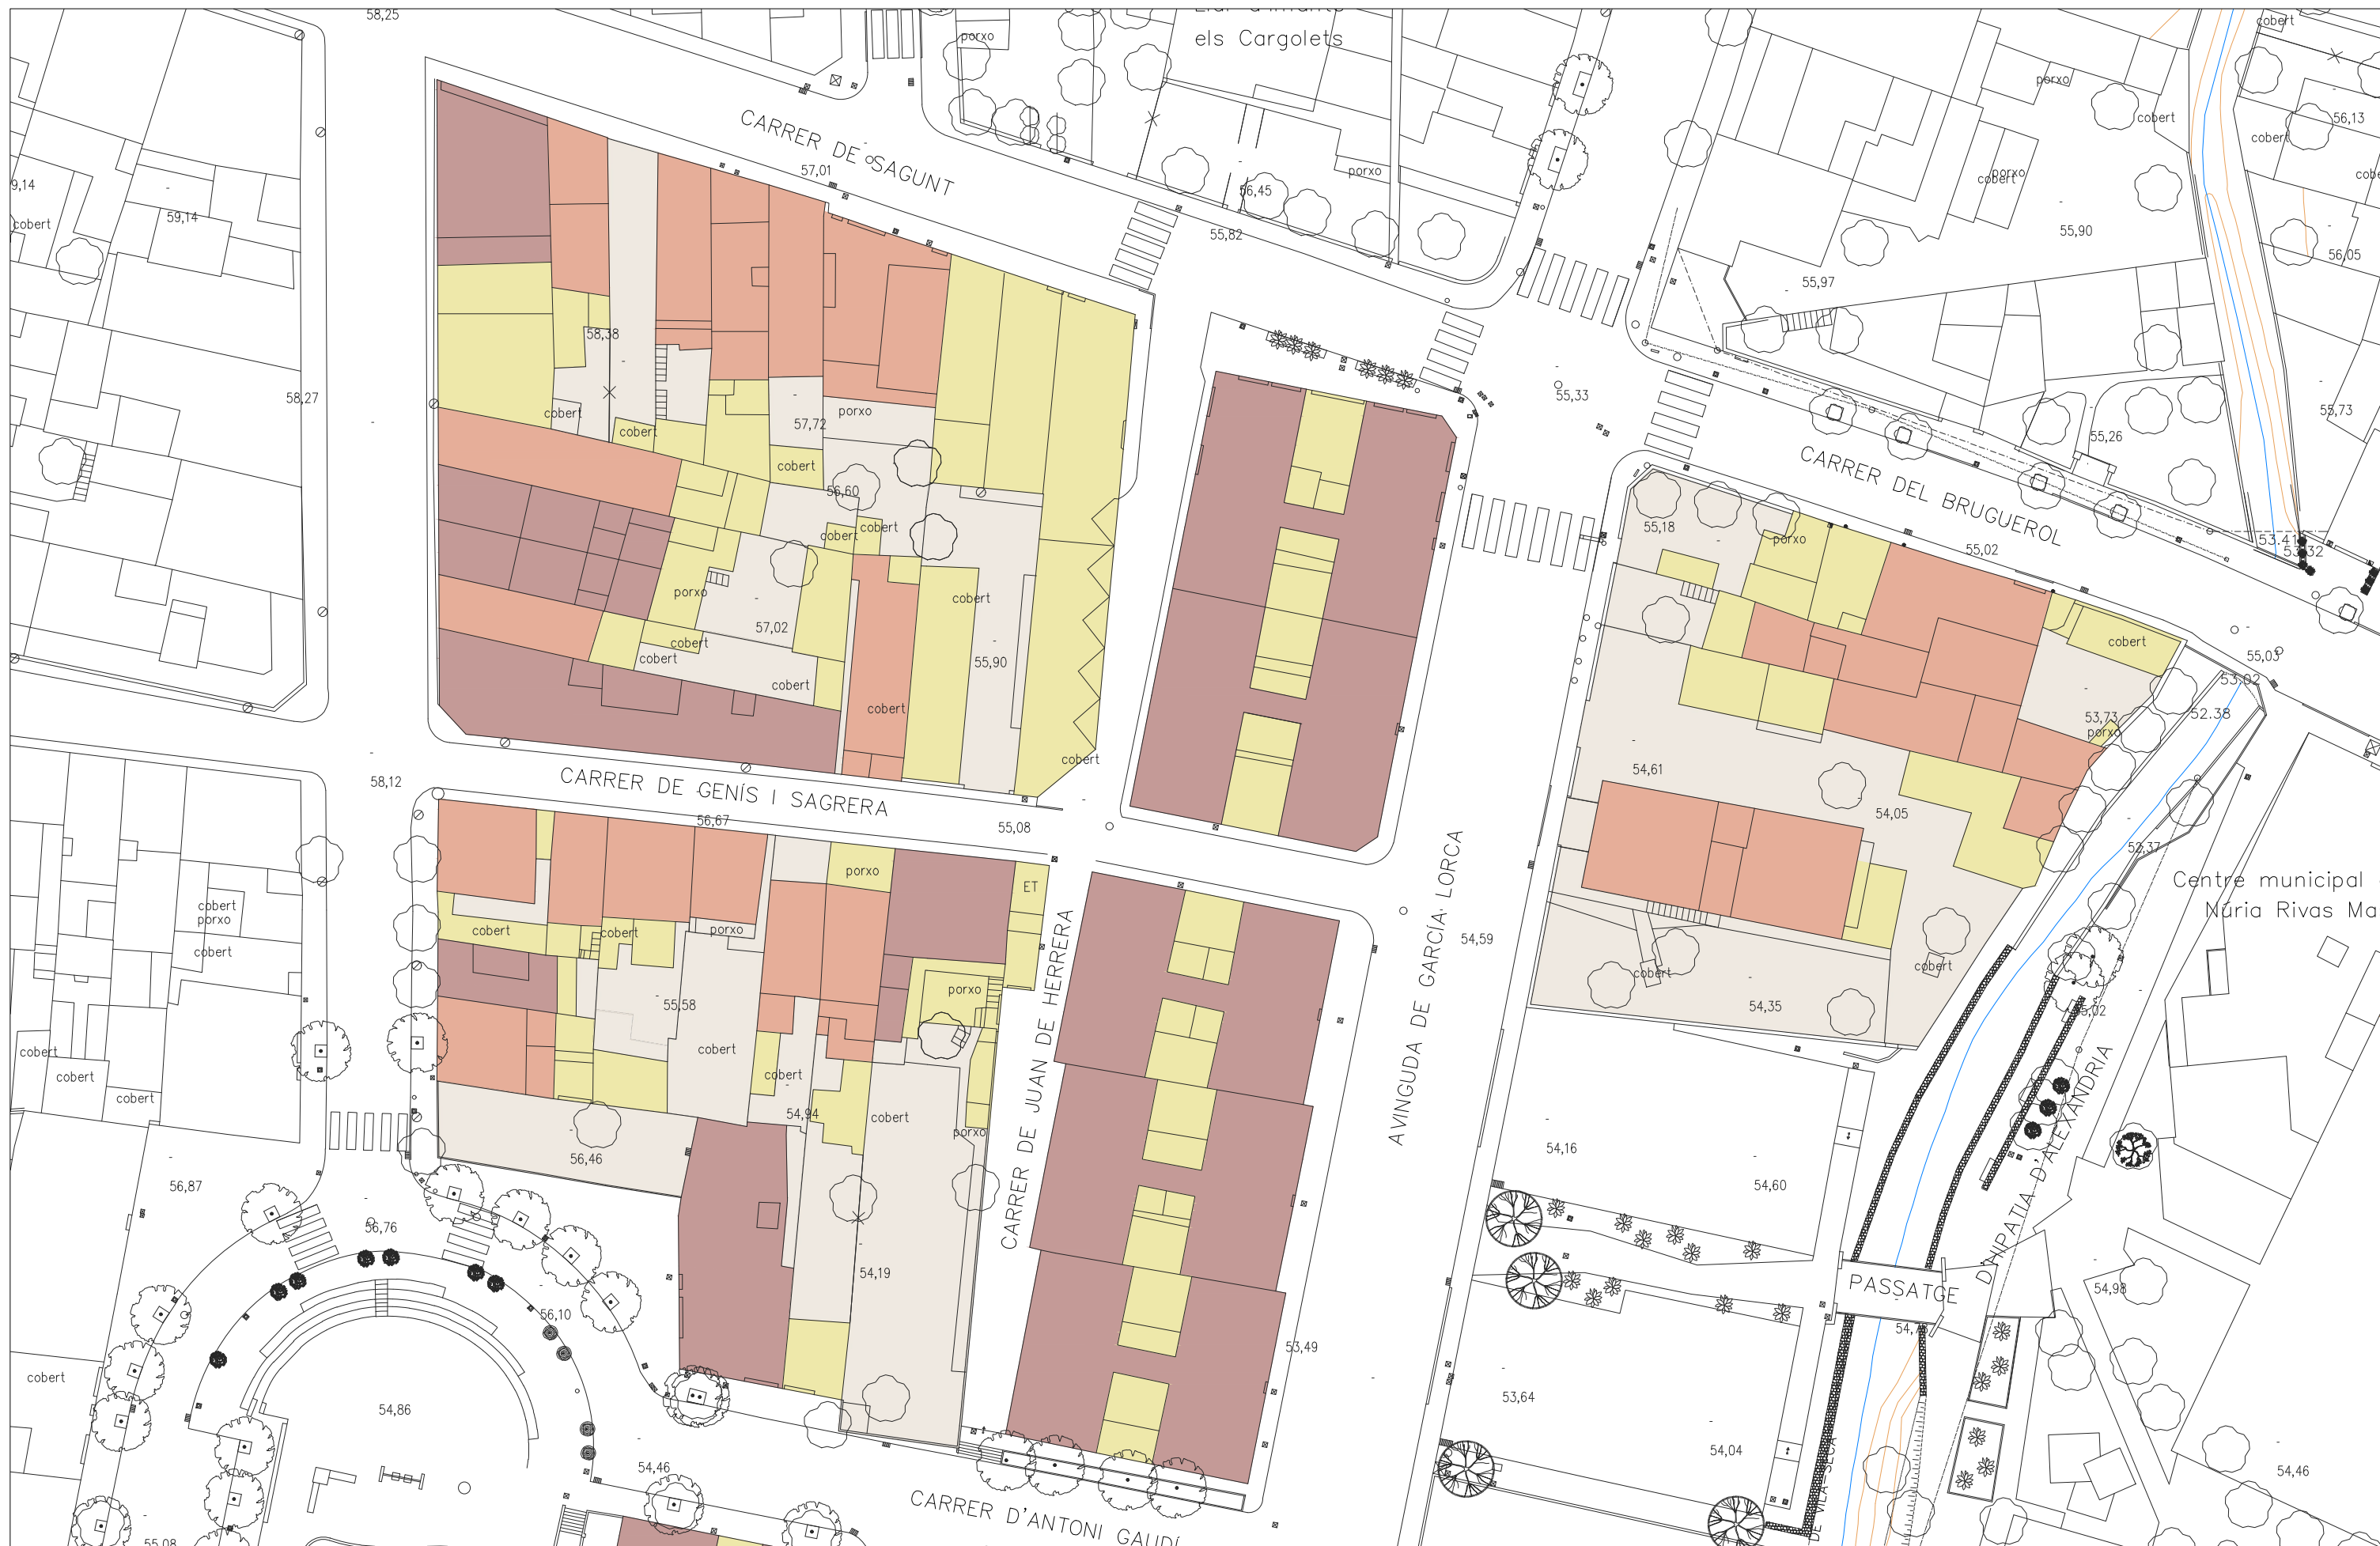 58,25
els Cargolets
porxo
cobert
CARRER DE SAGUNT
57,01
porxo
56,13
cobert
cobert
9,14
59,14
cobert
56,45
porxo
cobert
porxo
55,82
55,90
56,05
55,97
58,38
58,27
cobert
cobert
57,72
porxo
55,33
55,73
55,26
cobert
56,60
cobert
cobert
CARRER DEL BRUGUEROL
55,18
porxo
55,02
53.41
porxo
cobert
57,02
cobert
cobert
55,90
cobert
55,03
53.02
cobert
cobert
52.38
53,73
porxo
cobert
54,61
58,12
CARRER DE GENÍS I SAGRERA
56,67
55,08
54,05
52,37
porxo
ET
Centre municipal
Núria Rivas Ma
cobert
porxo
cobert
cobert
cobert
porxo
CARRER DE JUAN DE HERRERA
AVINGUDA DE GARCÍA LORCA
54,59
cobert
cobert
porxo
55,58
54,35
cobert
cobert
cobert
cobert
cobert
54,94
cobert
porxo
56,46
54,16
54,60
56,87
56,76
54,19
D'HIPATIA D'ALEXANDRIA
PASSATGE
54,98
56,10
53,49
cobert
53,64
54,86
54,04
54,46
54,46
CARRER D'ANTONI GAUDÍ
DE VILA-SECA
55,08